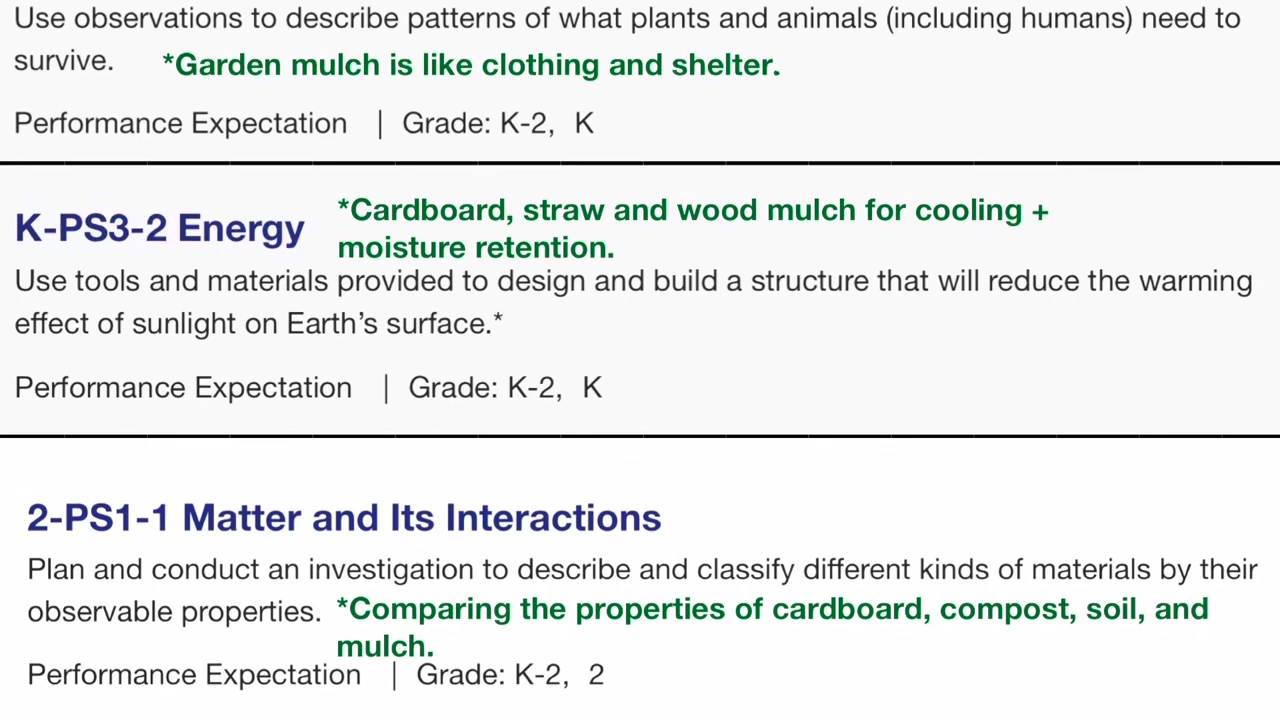 Use observations to describe patterns of what plants and animals (including humans) need to
survive. *Garden mulch is like clothing and shelter.
Performance Expectation | Grade: K-2, K
K-PS3-2 Energy
*Cardboard, straw and wood mulch for cooling +
moisture retention.
Use tools and materials provided to design and build a structure that will reduce the warming
effect of sunlight on Earth’s surface.*
Performance Expectation | Grade: K-2, K
2-PS1-1 Matter and Its Interactions
Plan and conduct an investigation to describe and classify different kinds of materials by their
observable properties. *Comparing the properties of cardboard, compost, soil, and
mulch.
Performance Expectation | Grade: K-2, 2